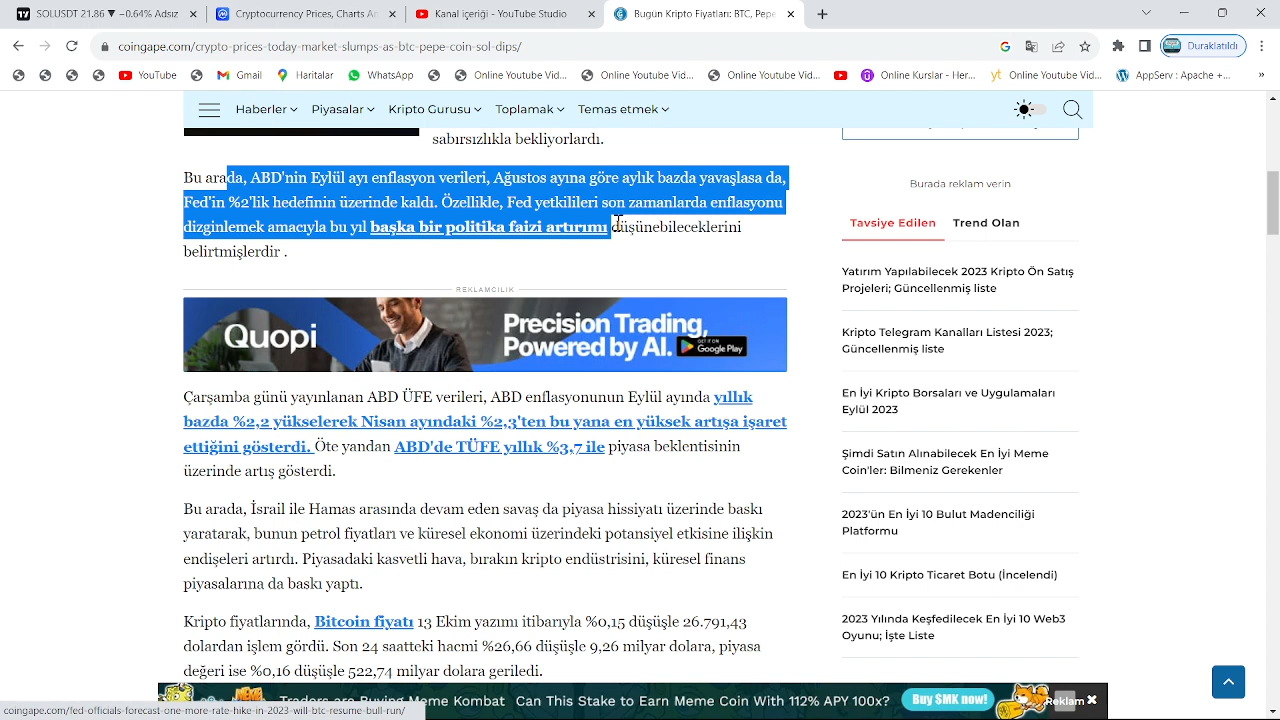 SOLUSDT 21.86 ▼ −0.64% Adsız
Cryptocurrency Prices, Charts A
Fulfulde - YouTube Studio
Bugün Kripto Fiyatları: BTC, Pepe
coingape.com/crypto-prices-today-market-slumps-as-btc-pepe-coin-sol-dips/
Duraklatıldı
YouTube
Gmail
Haritalar
WhatsApp
Online Youtube Vid...
Online Youtube Vid...
Online Youtube Vid...
Online Kurslar - Her...
Online Youtube Vid...
AppServ : Apache +...
Haberler
Piyasalar
Kripto Gurusu
Toplamak
Temas etmek
sabırsızlıkla bekliyorlardı.
Bu arada, ABD'nin Eylül ayı enflasyon verileri, Ağustos ayına göre aylık bazda yavaşlasa da,
Fed'in %2'lik hedefinin üzerinde kaldı. Özellikle, Fed yetkilileri son zamanlarda enflasyonu
dizginlemek amacıyla bu yıl başka bir politika faizi artırımı düşünebileceklerini
belirtmişlerdir .
REKLAMCILIK
Quopi
Precision Trading,
Powered by AI.
GET IT ON
Google Play
Çarşamba günü yayınlanan ABD ÜFE verileri, ABD enflasyonunun Eylül ayında yıllık
bazda %2,2 yükselerek Nisan ayındaki %2,3'ten bu yana en yüksek artışa işaret
ettiğini gösterdi. Öte yandan ABD'de TÜFE yıllık %3,7 ile piyasa beklentisinin
üzerinde artış gösterdi.
Bu arada, İsrail ile Hamas arasında devam eden savaş da piyasa hissiyatı üzerinde baskı
yaratarak, bunun petrol fiyatları ve küresel ekonomi üzerindeki potansiyel etkisine ilişkin
endişeleri artırdı. Piyasadaki kasvetli hava, bırakın kripto endüstrisini, küresel finans
piyasalarına da baskı yaptı.
Kripto fiyatlarında, Bitcoin fiyatı 13 Ekim yazımı itibarıyla %0,15 düşüşle 26.791,43
dolardan işlem gördü. Son 24 saatteki hacmi %26,66 düşüşle 9,26 milyar dolara, piyasa
değeri ise %0,16 düşüşle 522,74 milyar dolara geriledi.
Burada reklam verin
Tavsiye Edilen
Trend Olan
Yatırım Yapılabilecek 2023 Kripto Ön Satış
Projeleri; Güncellenmiş liste
Kripto Telegram Kanalları Listesi 2023;
Güncellenmiş liste
En İyi Kripto Borsaları ve Uygulamaları
Eylül 2023
Şimdi Satın Alınabilecek En İyi Meme
Coin'ler: Bilmeniz Gerekenler
2023'ün En İyi 10 Bulut Madenciliği
Platformu
En İyi 10 Kripto Ticaret Botu (İncelendi)
2023 Yılında Keşfedilecek En İyi 10 Web3
Oyunu; İşte Liste
Traders are Buying Meme Kombat Can This Stake to Earn Meme Coin With 112% APY 100x?
Buy $MK now!
Reklam
coingape.com/fed-officials-forecast-one-more-rate-hike-in-2023-will-btc-resume-bull-run/